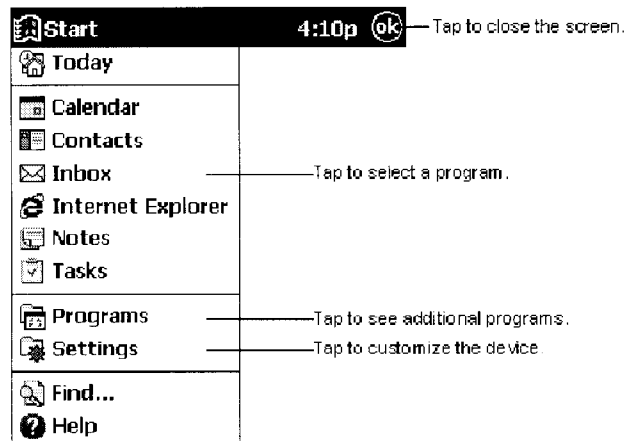 Start 4:10p ok Tap to close the screen.
Today
Calendar
Contacts
Inbox Tap to select a program.
Internet Explorer
Notes
Tasks
Programs Tap to see additional programs.
Settings Tap to customize the device
Find...
Help